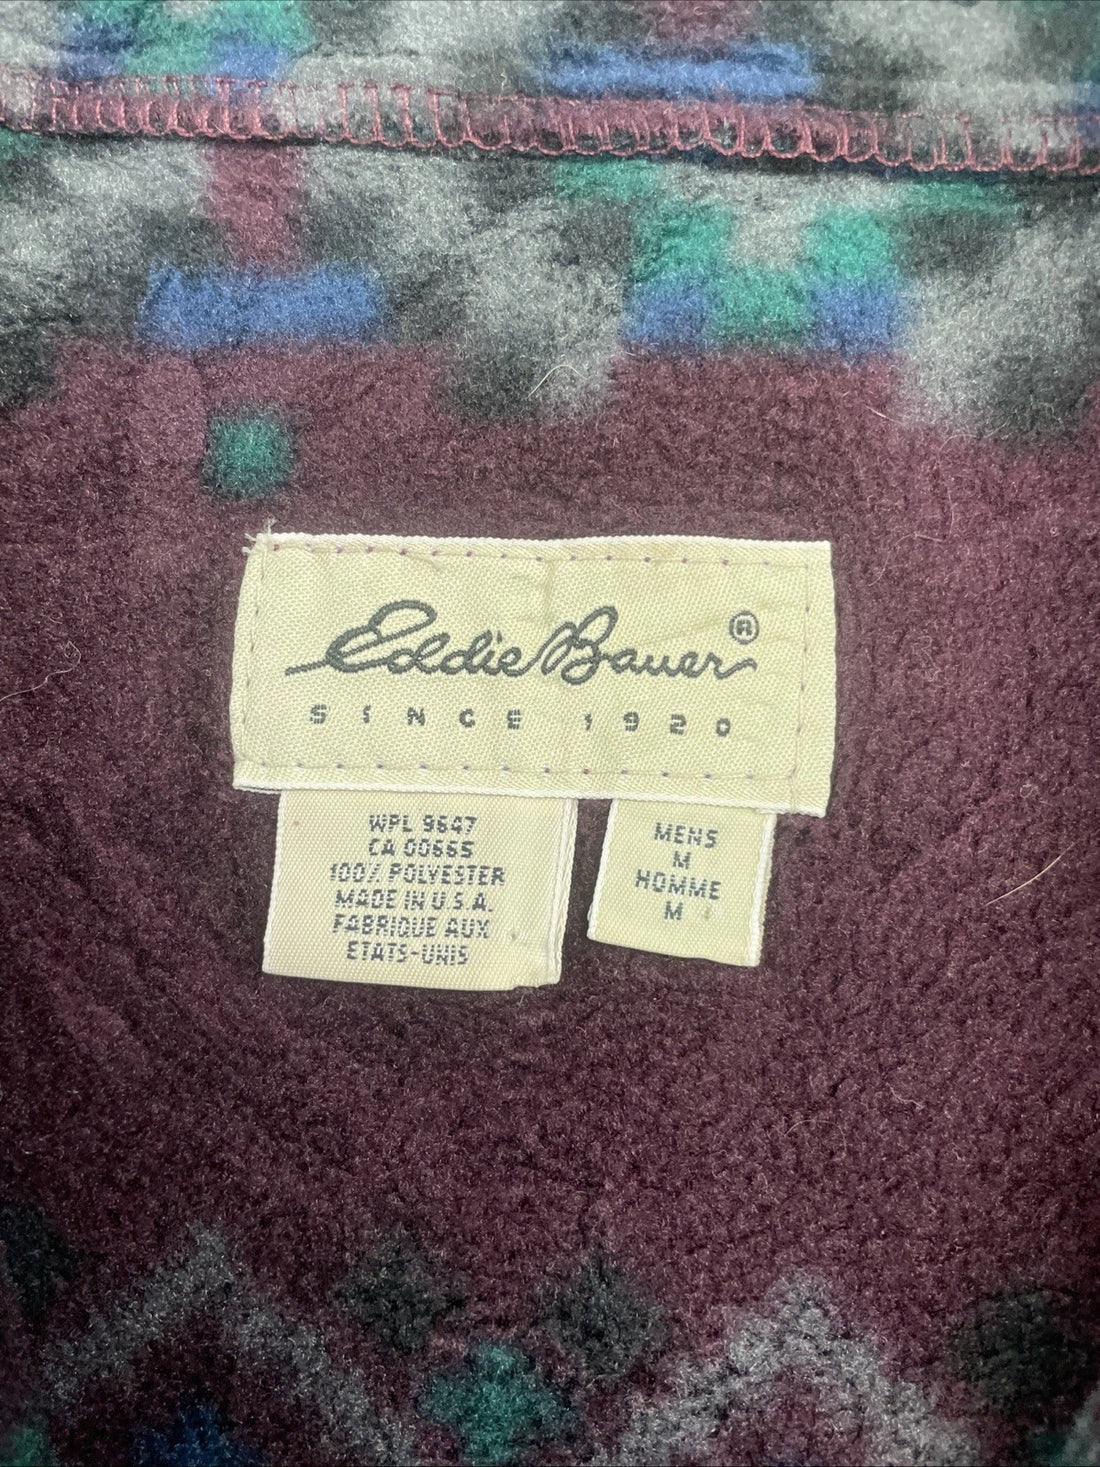 Eddie Bauer ®
SINCE 1920
WPL 9647
CA 00665
100% POLYESTER
MADE IN U.S.A.
FABRIQUE AUX
ETATS-UNIS
MENS
M
HOMME
M